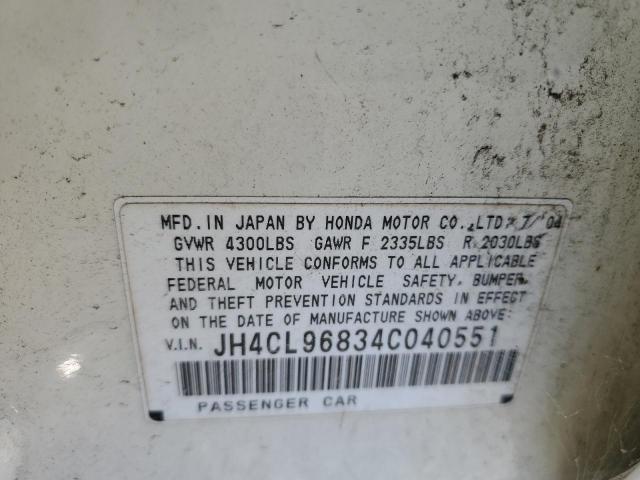 MFD. IN JAPAN BY HONDA MOTOR CO., LTD. 7/04
GVWR 4300LBS GAWR F 2335LBS R 2030LBS
THIS VEHICLE CONFORMS TO ALL APPLICABLE
FEDERAL MOTOR VEHICLE SAFETY, BUMPER,
AND THEFT PREVENTION STANDARDS IN EFFECT
ON THE DATE OF MANUFACTURE SHOWN ABOVE:
V.I.N. JH4CL96834C040551
PASSENGER CAR